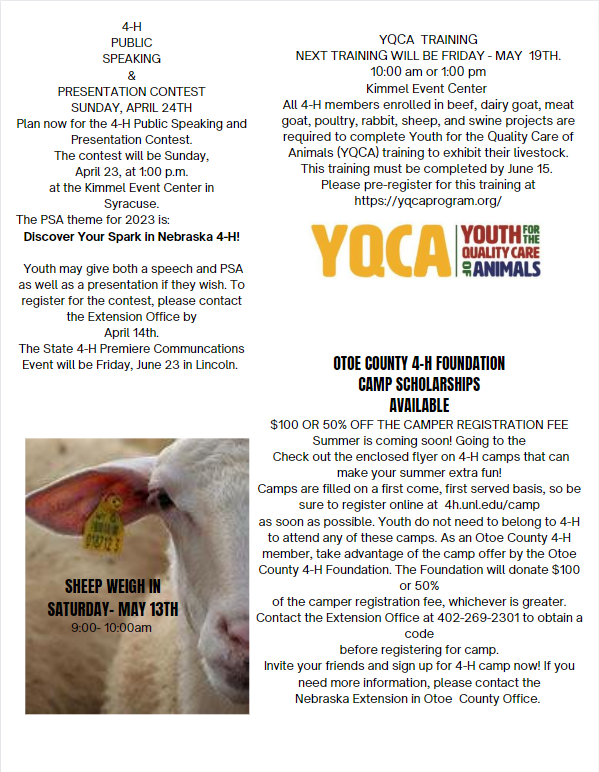 4-H
PUBLIC
SPEAKING
&
PRESENTATION CONTEST
SUNDAY, APRIL 24TH
Plan now for the 4-H Public Speaking and
Presentation Contest.
The contest will be Sunday,
April 23, at 1:00 p.m.
at the Kimmel Event Center in
Syracuse.
The PSA theme for 2023 is:
Discover Your Spark in Nebraska 4-H!
Youth may give both a speech and PSA
as well as a presentation if they wish. To
register for the contest, please contact
the Extension Office by
April 14th.
The State 4-H Premiere Communcations
Event will be Friday, June 23 in Lincoln.
YQCA TRAINING
NEXT TRAINING WILL BE FRIDAY - MAY 19TH.
10:00 am or 1:00 pm
Kimmel Event Center
All 4-H members enrolled in beef, dairy goat, meat
goat, poultry, rabbit, sheep, and swine projects are
required to complete Youth for the Quality Care of
Animals (YQCA) training to exhibit their livestock.
This training must be completed by June 15.
Please pre-register for this training at
https://yqcaprogram.org/
YQCA YOUTH FOR THE
QUALITY CARE
OF ANIMALS
OTOE COUNTY 4-H FOUNDATION
CAMP SCHOLARSHIPS
AVAILABLE
$100 OR 50% OFF THE CAMPER REGISTRATION FEE
Summer is coming soon! Going to the
Check out the enclosed flyer on 4-H camps that can
make your summer extra fun!
Camps are filled on a first come, first served basis, so be
sure to register online at 4h.unl.edu/camp
as soon as possible. Youth do not need to belong to 4-H
to attend any of these camps. As an Otoe County 4-H
member, take advantage of the camp offer by the Otoe
County 4-H Foundation. The Foundation will donate $100
or 50%
of the camper registration fee, whichever is greater.
Contact the Extension Office at 402-269-2301 to obtain a
code
before registering for camp.
Invite your friends and sign up for 4-H camp now! If you
need more information, please contact the
Nebraska Extension in Otoe County Office.
SHEEP WEIGH IN
SATURDAY- MAY 13TH
9:00- 10:00am